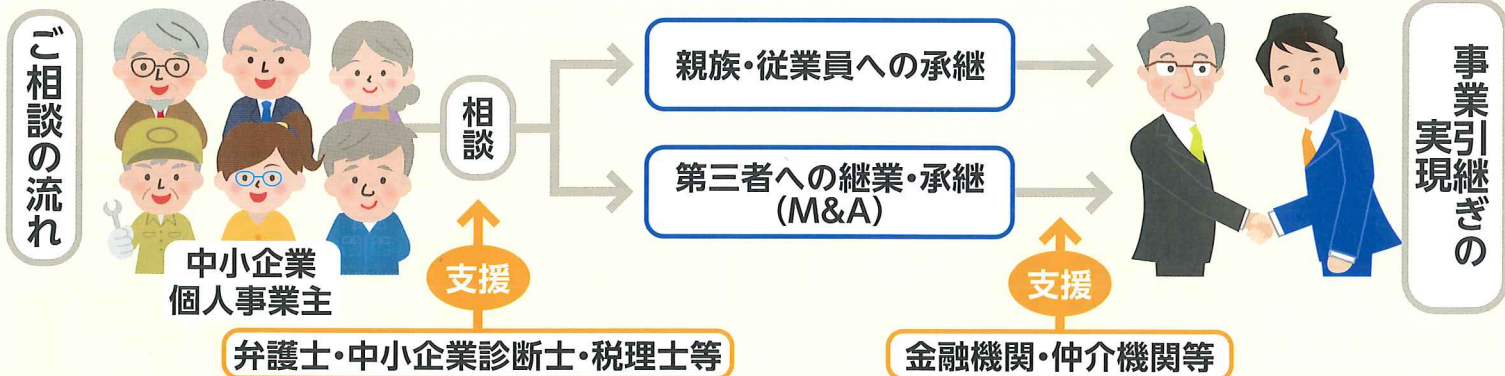 ご相談の流れ
中小企業
個人事業主
相談
親族・従業員への承継
第三者への継業・承継
(M&A)
支援
弁護士・中小企業診断士・税理士等
支援
金融機関・仲介機関等
事業引継ぎの
実現